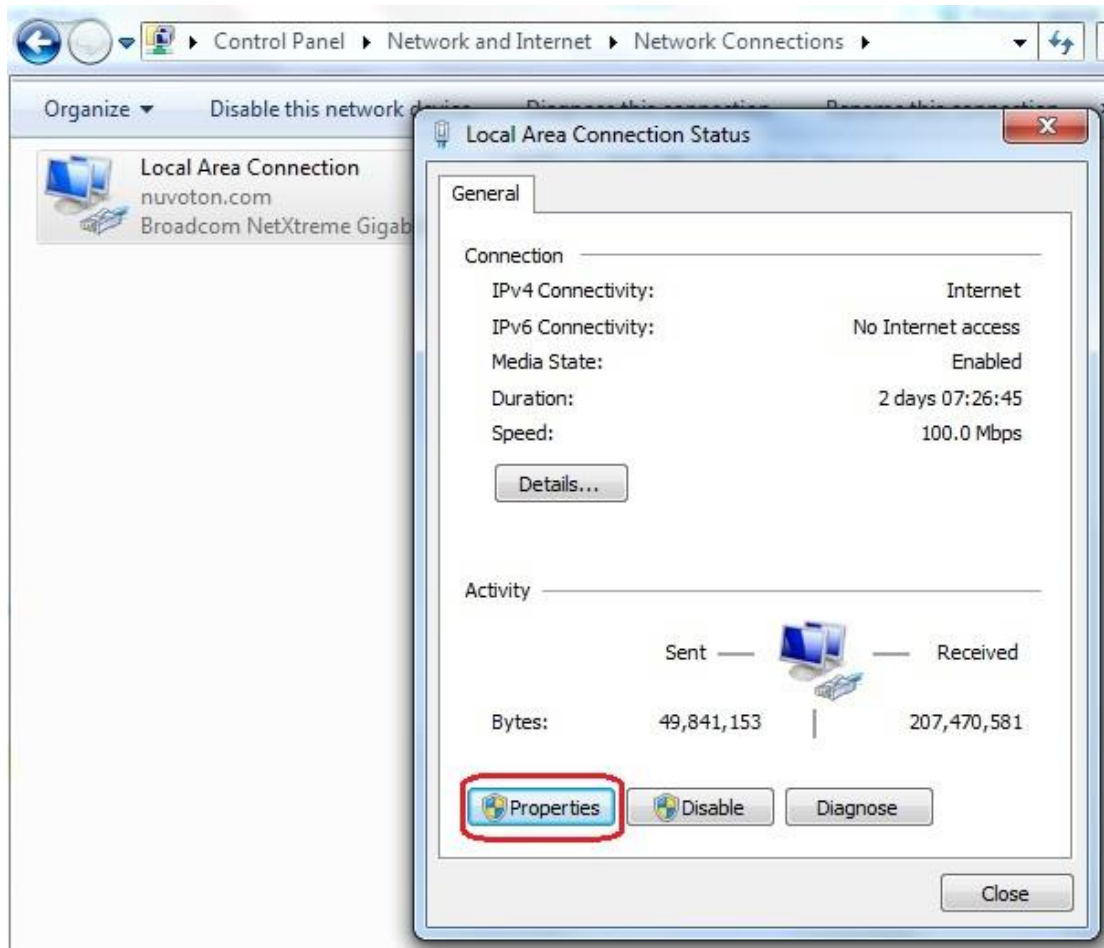 Control Panel Network and Internet Network Connections
Organize Disable this network
Local Area Connection
nuvoton.com
Broadcom NetXtreme Gigab
Local Area Connection Status
General
Connection
IPv4 Connectivity: Internet
IPv6 Connectivity: No Internet access
Media State: Enabled
Duration: 2 days 07:26:45
Speed: 100.0 Mbps
Details...
Activity
Sent Received
Bytes: 49,841,153 207,470,581
Properties Disable Diagnose
Close